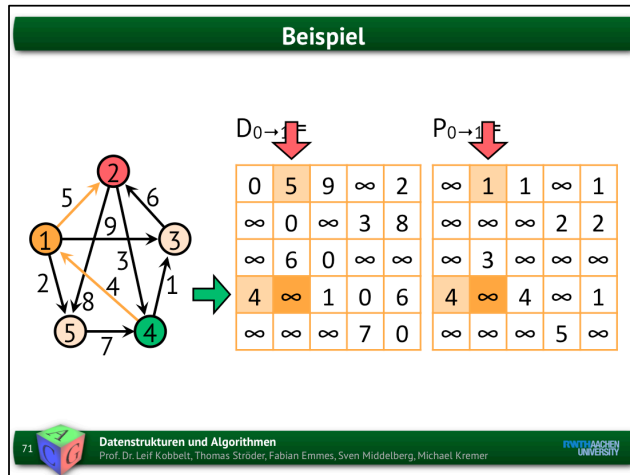 Beispiel
D0→1 =
P0→1 =
0 5 9 ∞ 2
∞ 0 ∞ 3 8
∞ 6 0 ∞ ∞
4 ∞ 1 0 6
∞ ∞ ∞ 7 0
∞ 1 1 ∞ 1
∞ ∞ ∞ 2 2
∞ 3 ∞ ∞ ∞
4 ∞ 4 ∞ 1
∞ ∞ ∞ 5 ∞
2
5
6
9
1
3
2
3
4
1
8
5
7
4
71
A
C
G
Datenstrukturen und Algorithmen
Prof. Dr. Leif Kobbelt, Thomas Ströder, Fabian Emmes, Sven Middelberg, Michael Kremer
RWTHAACHEN
UNIVERSITY